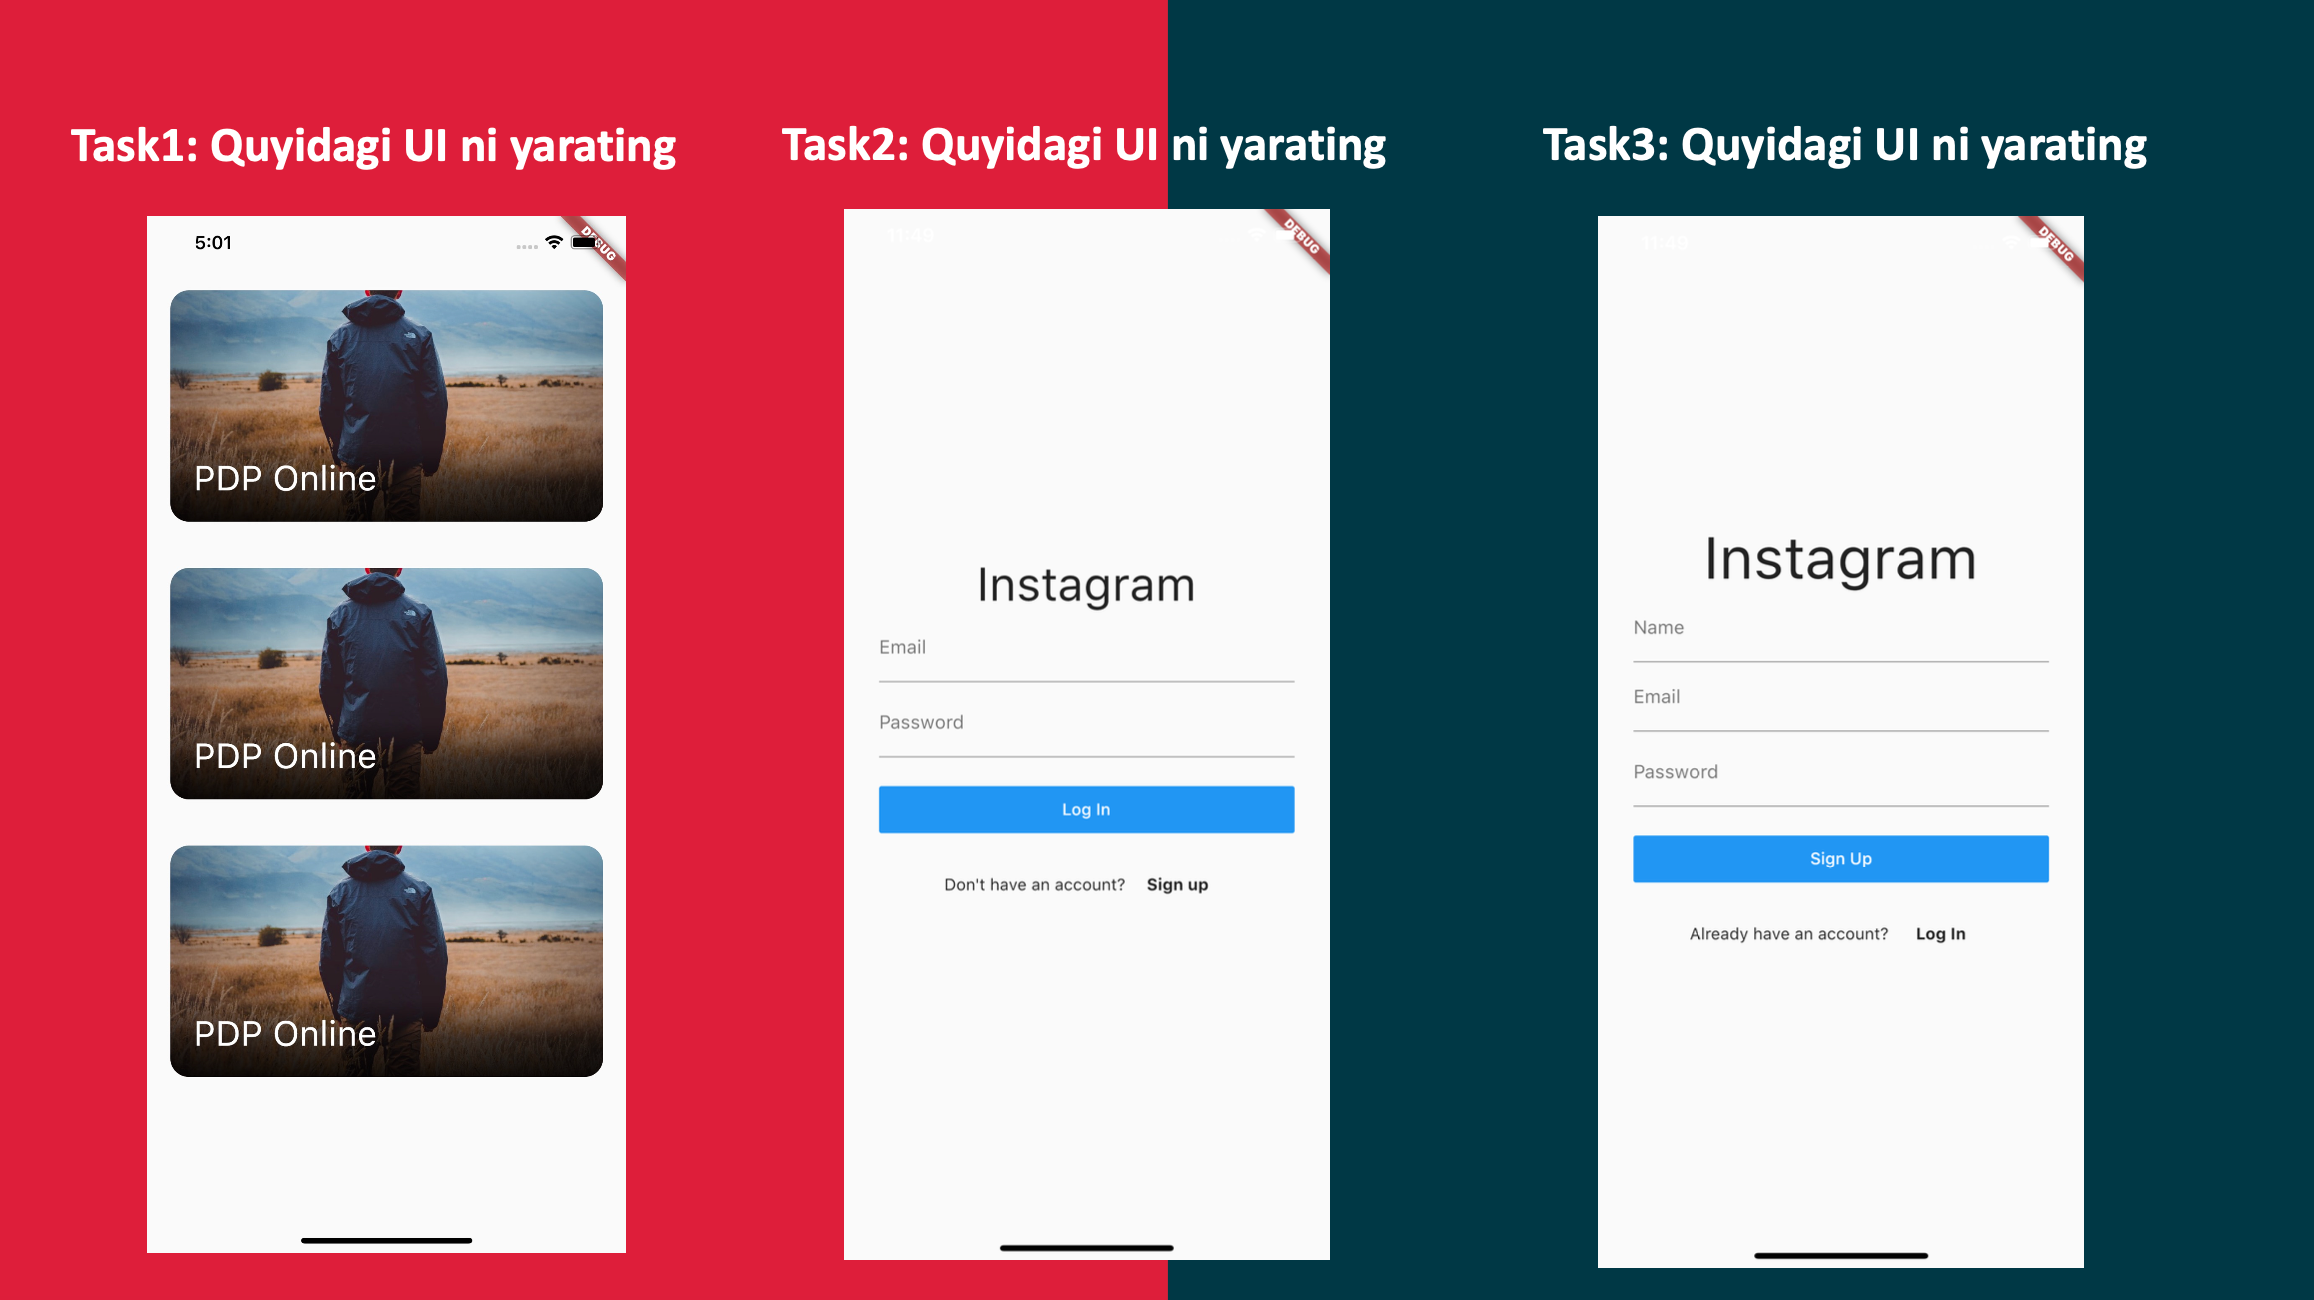 Task1: Quyidagi UI ni yarating
5:01
DEBUG
PDP Online
PDP Online
PDP Online
Task2: Quyidagi UI ni yarating
DEBUG
Instagram
Email
Password
Log In
Don't have an account? Sign up
Task3: Quyidagi UI ni yarating
11:49
DEBUG
Instagram
Name
Email
Password
Sign Up
Already have an account? Log In